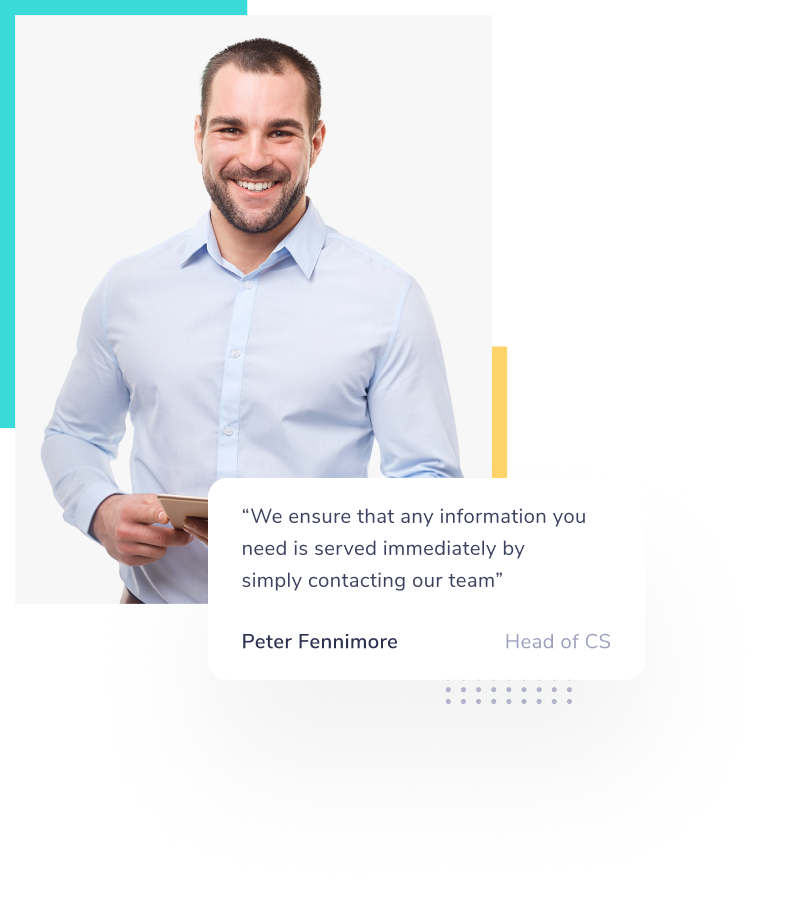 “We ensure that any information you
need is served immediately by
simply contacting our team”
Peter Fennimore
Head of CS